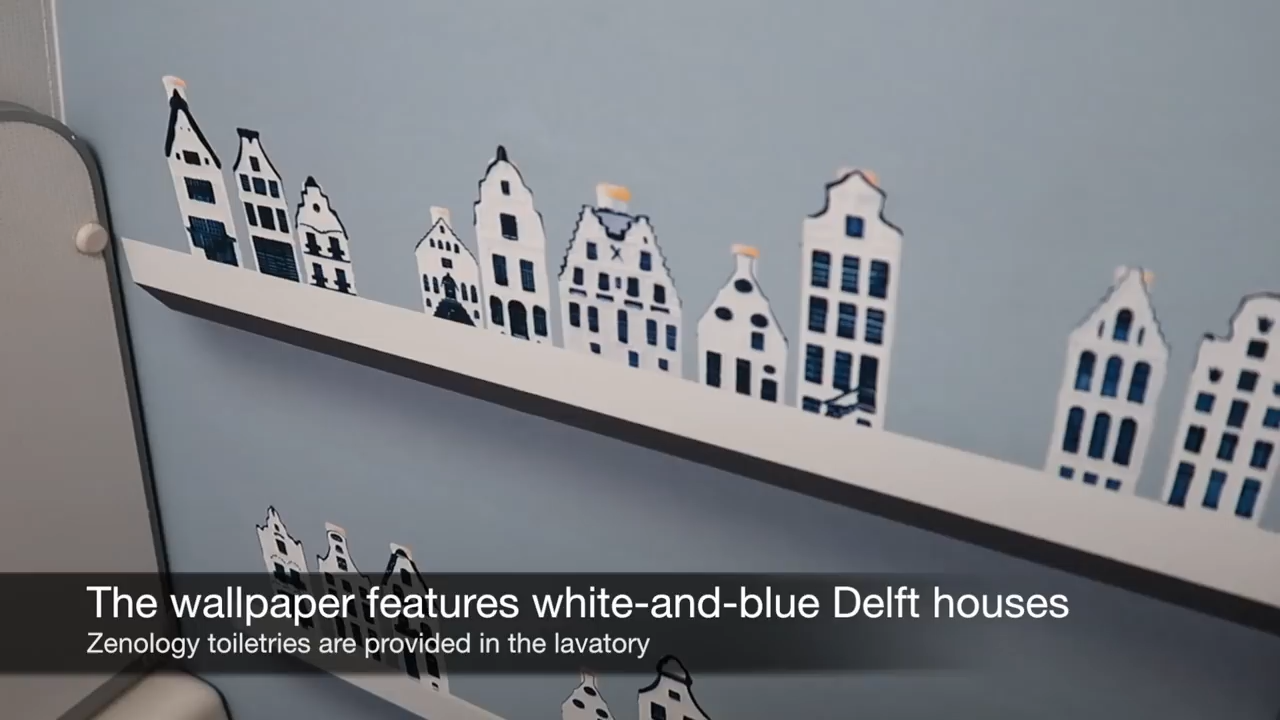 The wallpaper features white-and-blue Delft houses
Zenology toiletries are provided in the lavatory